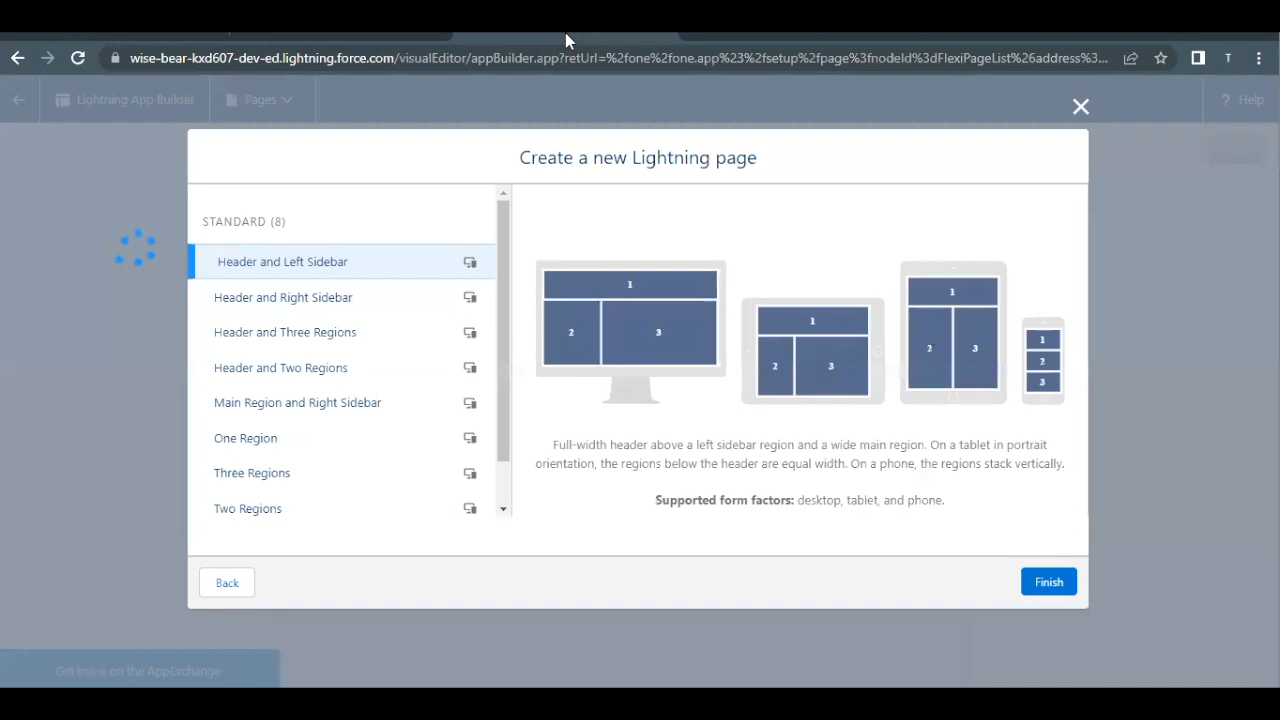 wise-bear-kxd607-dev-ed.lightning.force.com/visualEditor/appBuilder.app?retUrl=%2fone%2fone.app%23%2fsetup%2fpage%3fnodeId%3dFlexiPageList%26address%3...
T
Lightning App Builder
Pages
? Help
Create a new Lightning page
STANDARD (8)
Header and Left Sidebar
Header and Right Sidebar
Header and Three Regions
Header and Two Regions
Main Region and Right Sidebar
One Region
Three Regions
Two Regions
1
2
3
1
2
3
1
2
3
1
2
3
Full-width header above a left sidebar region and a wide main region. On a tablet in portrait
orientation, the regions below the header are equal width. On a phone, the regions stack vertically.
Supported form factors: desktop, tablet, and phone.
Back
Finish
Get more on the AppExchange